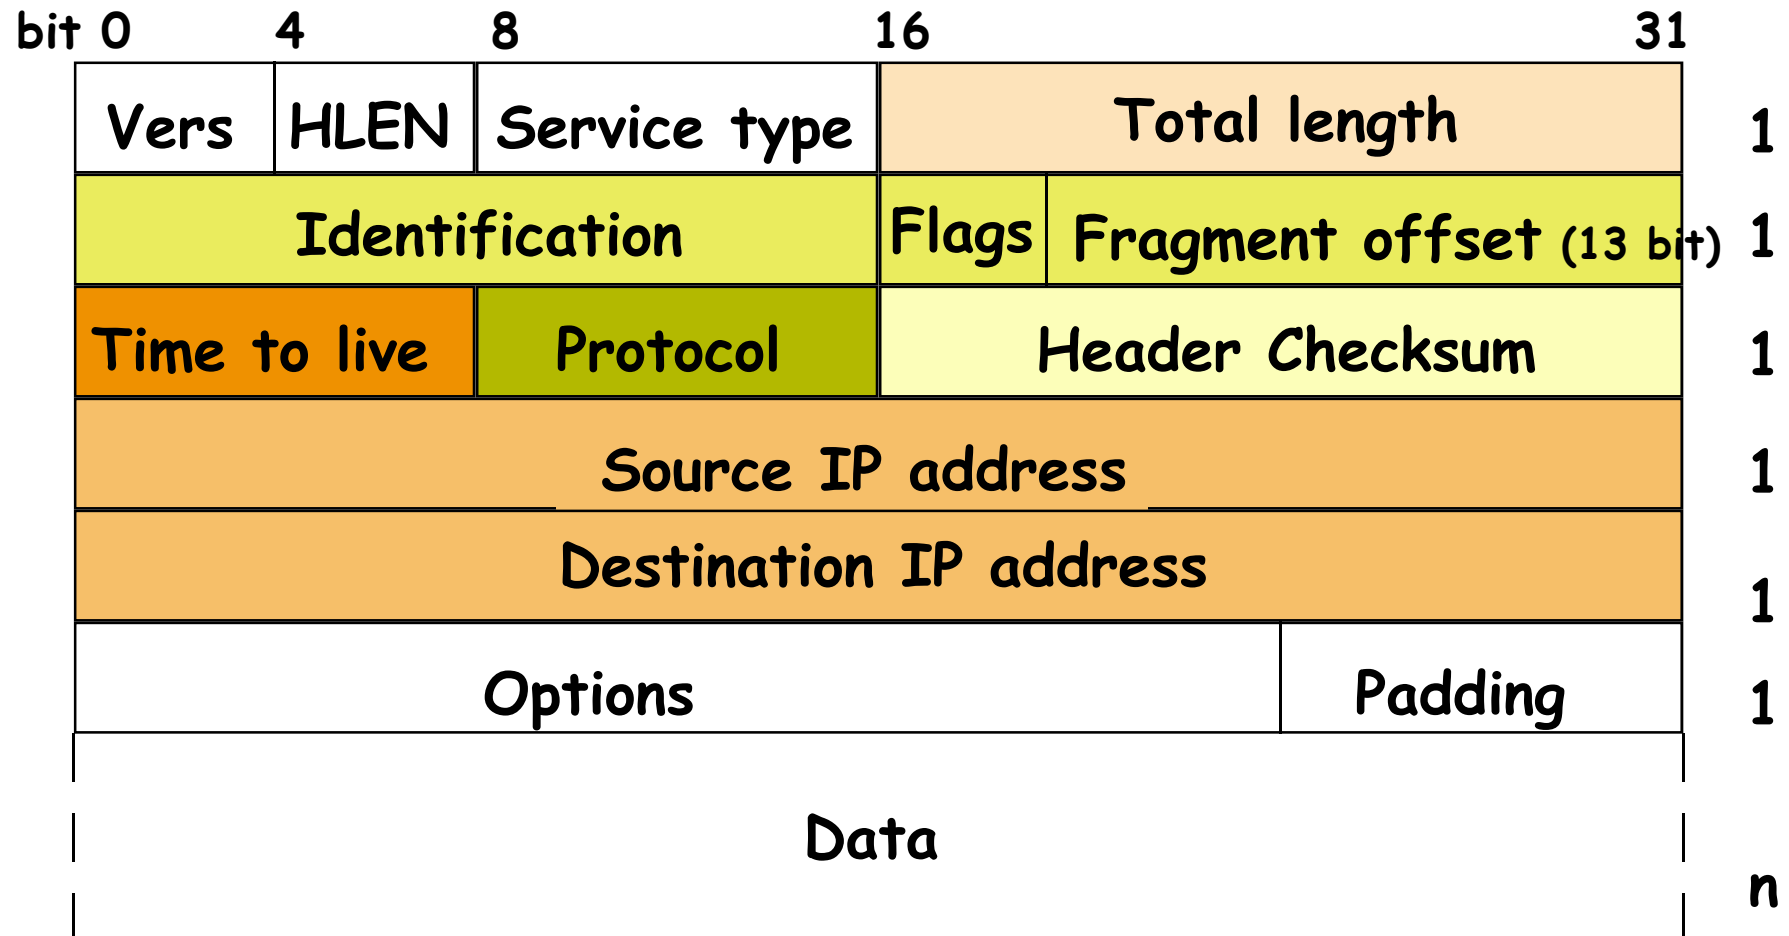 bit 0 4 8 16 31
Vers HLEN Service type Total length 1
Identification Flags Fragment offset (13 bit) 1
Time to live Protocol Header Checksum 1
Source IP address 1
Destination IP address 1
Options Padding 1
Data
n